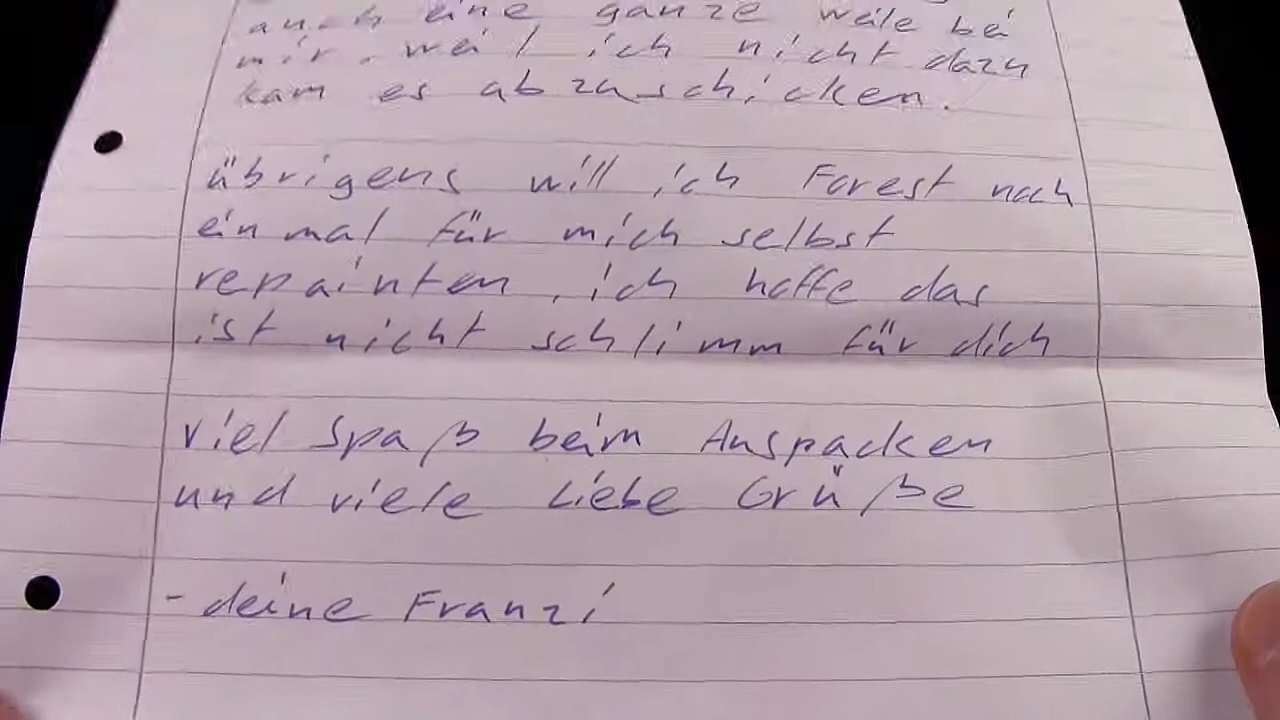 auch eine ganze weile bei
mir, weil ich nicht dazu
kam es abzuschicken.
übrigens will ich Forest noch
einmal für mich selbst
repainten, ich hoffe das
ist nicht schlimm für dich
viel Spaß beim Auspacken
und viele Liebe Grüße
- deine Franzi